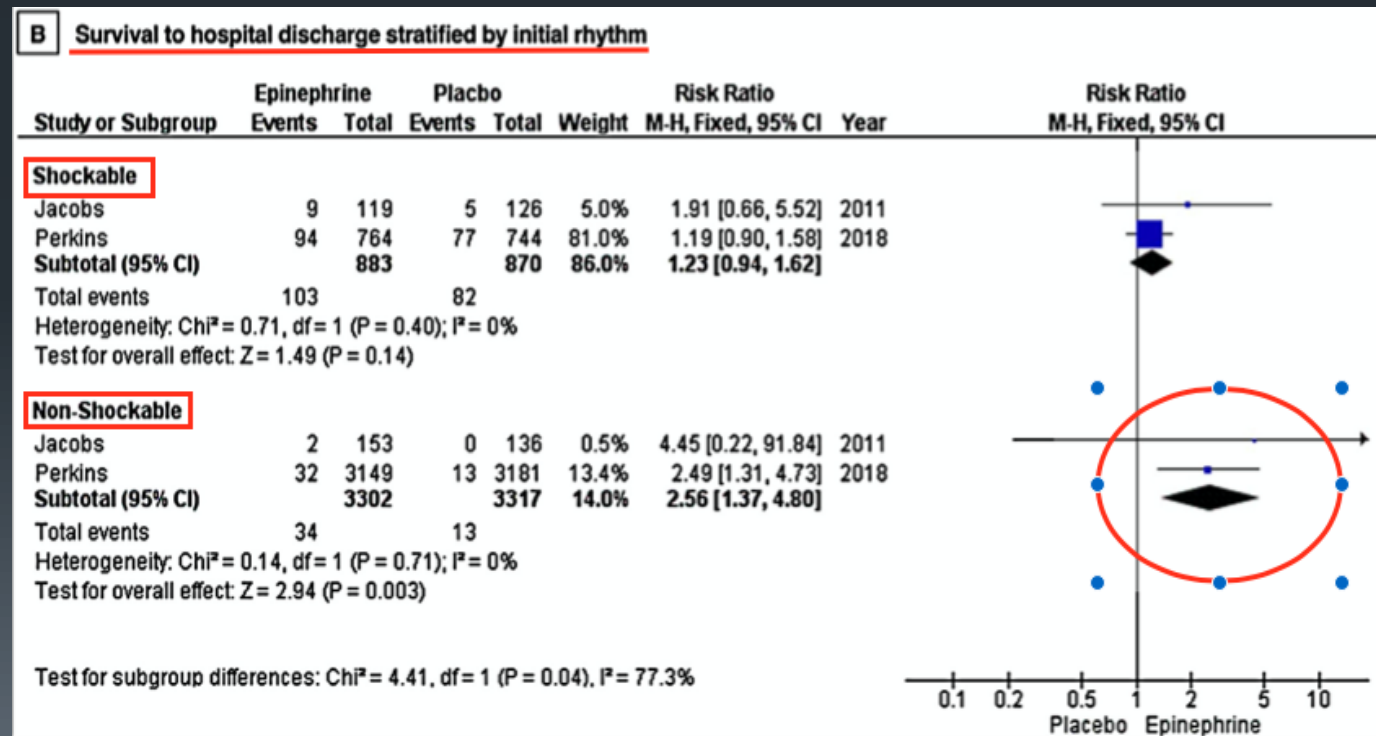 B Survival to hospital discharge stratified by initial rhythm
Epinephrine Placbo Risk Ratio Risk Ratio
Study or Subgroup Events Total Events Total Weight M-H, Fixed, 95% CI Year M-H, Fixed, 95% CI
Shockable
Jacobs 9 119 5 126 5.0% 1.91 [0.66, 5.52] 2011
Perkins 94 764 77 744 81.0% 1.19 [0.90, 1.58] 2018
Subtotal (95% CI) 883 870 86.0% 1.23 [0.94, 1.62]
Total events 103 82
Heterogeneity: Chi² = 0.71, df = 1 (P = 0.40); I² = 0%
Test for overall effect: Z = 1.49 (P = 0.14)
Non-Shockable
Jacobs 2 153 0 136 0.5% 4.45 [0.22, 91.84] 2011
Perkins 32 3149 13 3181 13.4% 2.49 [1.31, 4.73] 2018
Subtotal (95% CI) 3302 3317 14.0% 2.56 [1.37, 4.80]
Total events 34 13
Heterogeneity: Chi² = 0.14, df = 1 (P = 0.71); I² = 0%
Test for overall effect: Z = 2.94 (P = 0.003)
Test for subgroup differences: Chi² = 4.41, df = 1 (P = 0.04), I² = 77.3%
0.1 0.2 0.5 1 2 5 10
Placebo Epinephrine